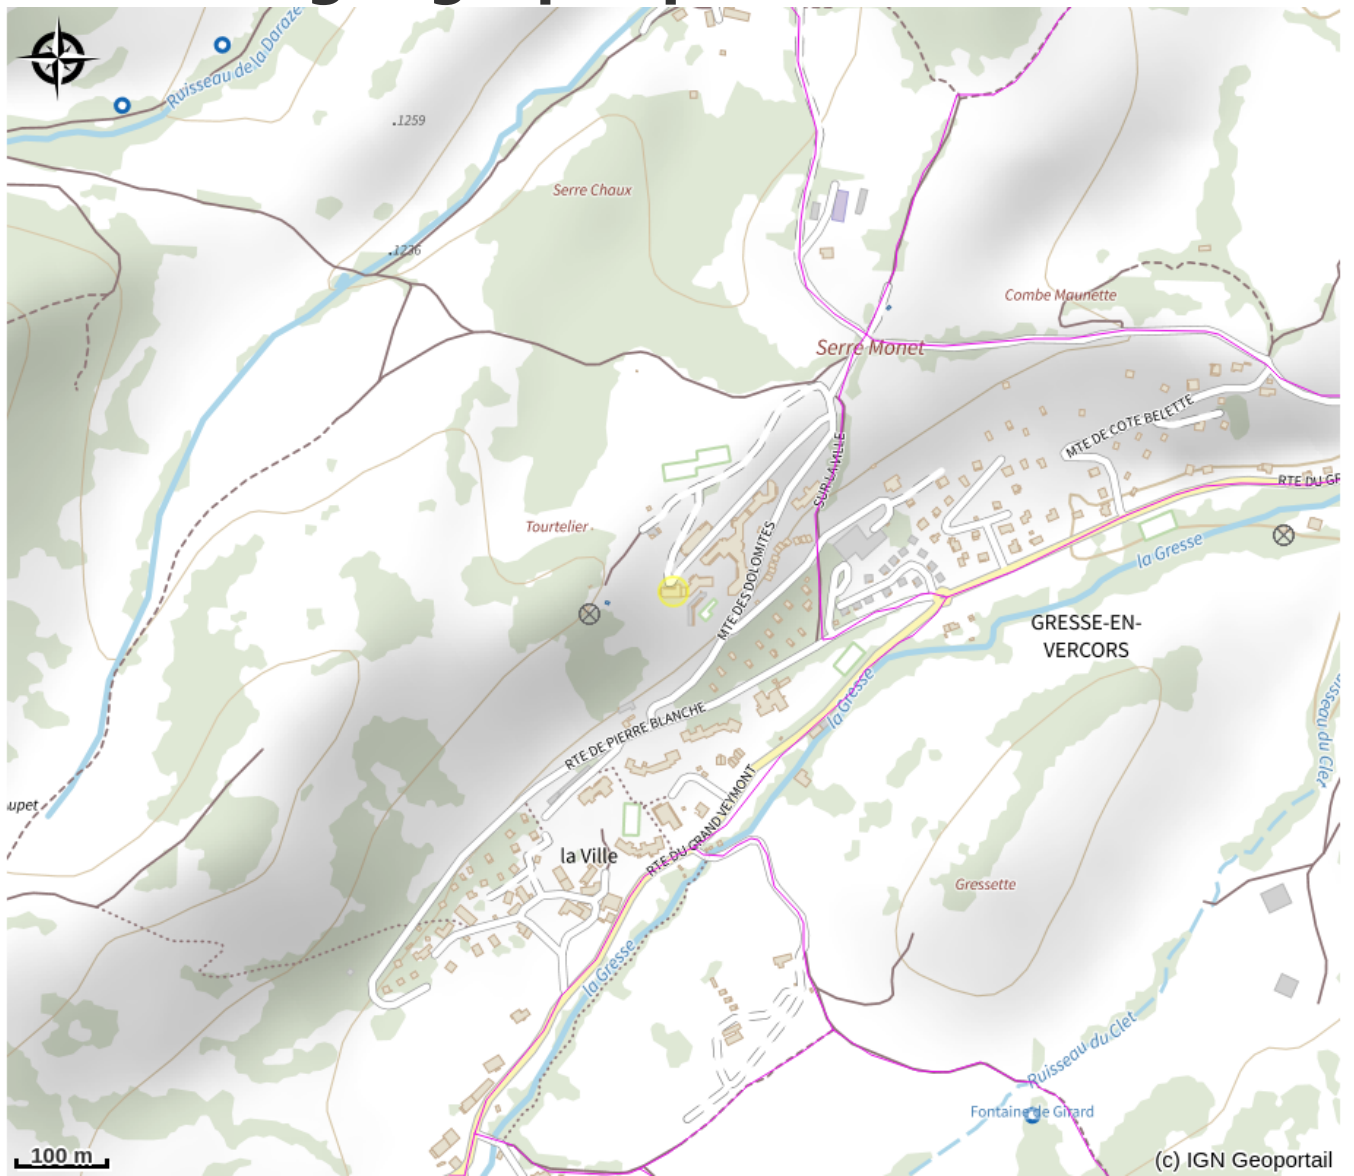 Ruisseau de la Daraze
.1259
Serre Chaux
.1236
Combe Maunette
Serre Monet
MTE DE COTE BELETTE
SUR LA VILLE
RTE DU GR
Tourtelier
MTE DES DOLOMITES
la Gresse
GRESSE-EN-
VERCORS
la Gresse
RTE DE PIERRE BLANCHE
RTE DU GRAND VEYMONT
upet
la Ville
Gressette
la Gresse
isseau du Clet
Ruisseau du Clet
Fontaine de Girard
100 m
(c) IGN Geoportail